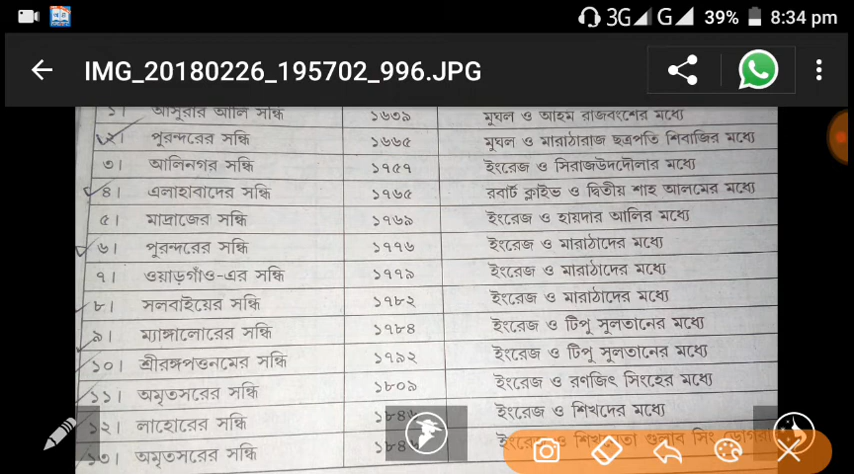 3G G 39% 8:34 pm
IMG_20180226_195702_996.JPG
১। আসুরার আলি সন্ধি ১৬৩৯ মুঘল ও আহম রাজবংশের মধ্যে
২। পুরন্দরের সন্ধি ১৬৬৫ মুঘল ও মারাঠারাজ ছত্রপতি শিবাজির মধ্যে
৩। আলিনগর সন্ধি ১৭৫৭ ইংরেজ ও সিরাজউদদৌলার মধ্যে
৪। এলাহাবাদের সন্ধি ১৭৬৫ রবার্ট ক্লাইভ ও দ্বিতীয় শাহ আলমের মধ্যে
৫। মাদ্রাজের সন্ধি ১৭৬৯ ইংরেজ ও হায়দার আলির মধ্যে
৬। পুরন্দরের সন্ধি ১৭৭৬ ইংরেজ ও মারাঠাদের মধ্যে
৭। ওয়াড়গাঁও-এর সন্ধি ১৭৭৯ ইংরেজ ও মারাঠাদের মধ্যে
৮। সলবাইয়ের সন্ধি ১৭৮২ ইংরেজ ও মারাঠাদের মধ্যে
৯। ম্যাঙ্গালোরের সন্ধি ১৭৮৪ ইংরেজ ও টিপু সুলতানের মধ্যে
১০। শ্রীরঙ্গপত্তনমের সন্ধি ১৭৯২ ইংরেজ ও টিপু সুলতানের মধ্যে
১১। অমৃতসরের সন্ধি ১৮০৯ ইংরেজ ও রণজিৎ সিংহের মধ্যে
১২। লাহোরের সন্ধি ইংরেজ ও শিখদের মধ্যে
১৩। অমৃতসরের সন্ধি ও গুলাব সিং